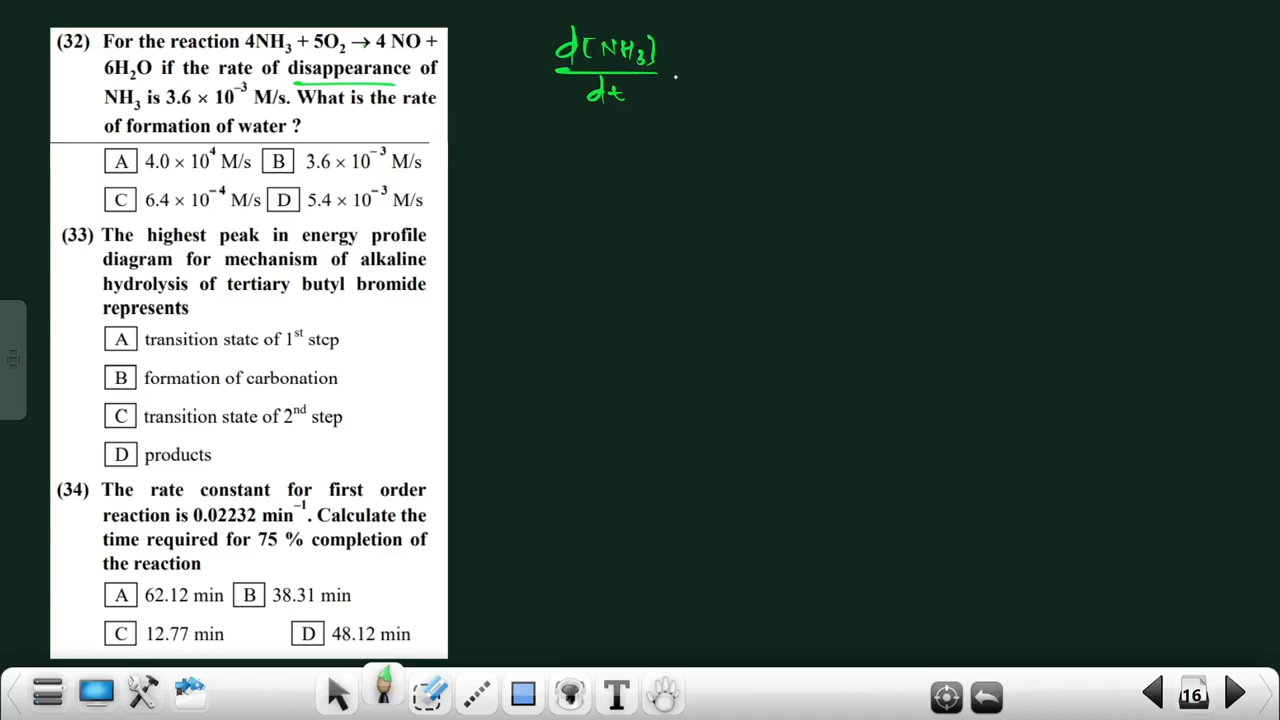 (32) For the reaction 4NH₃ + 5O₂ → 4 NO +
6H₂O if the rate of disappearance of
NH₃ is 3.6 × 10⁻³ M/s. What is the rate
of formation of water ?
A 4.0 × 10⁴ M/s B 3.6 × 10⁻³ M/s
C 6.4 × 10⁻⁴ M/s D 5.4 × 10⁻³ M/s
(33) The highest peak in energy profile
diagram for mechanism of alkaline
hydrolysis of tertiary butyl bromide
represents
A transition state of 1ˢᵗ step
B formation of carbonation
C transition state of 2ⁿᵈ step
D products
(34) The rate constant for first order
reaction is 0.02232 min⁻¹. Calculate the
time required for 75 % completion of
the reaction
A 62.12 min B 38.31 min
C 12.77 min D 48.12 min
d[NH₃]
dt
T
16